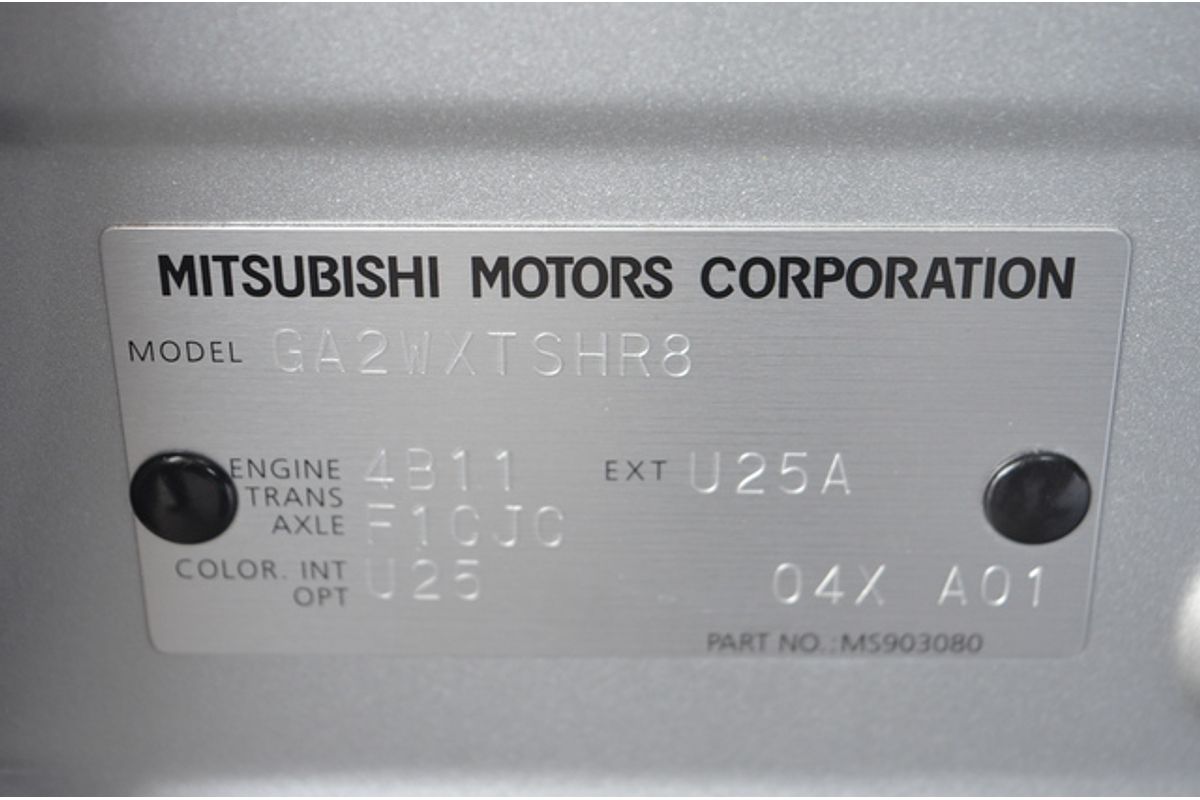 MITSUBISHI MOTORS CORPORATION
MODEL GA2WXTSHR8
ENGINE 4B11 EXT U25A
TRANS
AXLE F1CJC
COLOR. INT U25 04X A01
OPT
PART NO.:MS903080